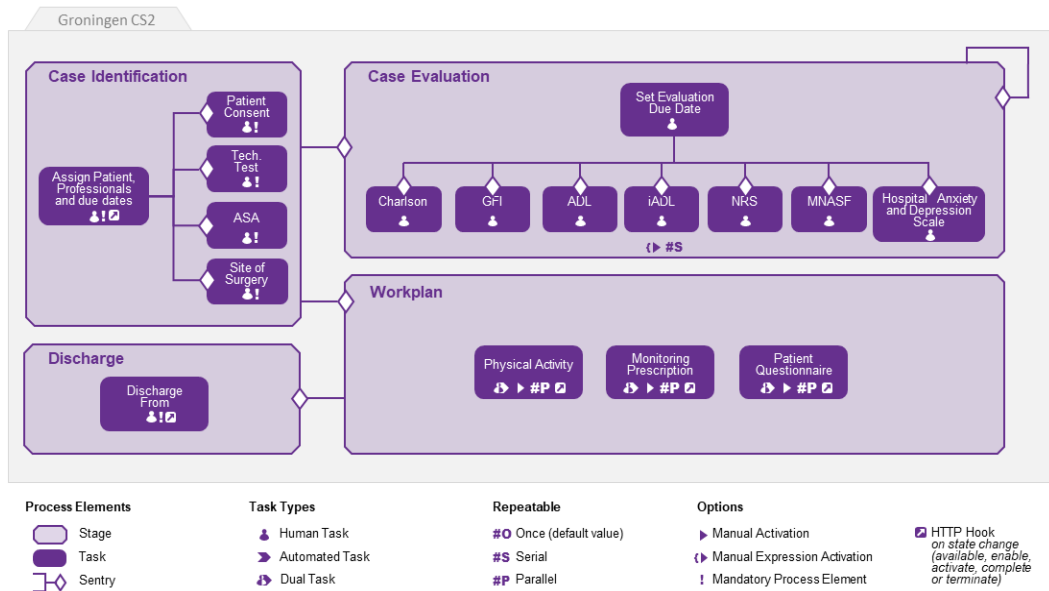 Groningen CS2
Case Identification
Patient
Consent
!
Tech.
Test
!
Assign Patient,
Professionals
and due dates
!
ASA
!
Site of
Surgery
!
Case Evaluation
Set Evaluation
Due Date
Charlson
GFI
ADL
iADL
NRS
MNASF
Hospital Anxiety
and Depression
Scale
#S
Discharge
Discharge
From
!
Workplan
Physical Activity
#P
Monitoring
Prescription
#P
Patient
Questionnaire
#P
Process Elements
Stage
Task
Sentry
Task Types
Human Task
Automated Task
Dual Task
Repeatable
#O Once (default value)
#S Serial
#P Parallel
Options
Manual Activation
Manual Expression Activation
! Mandatory Process Element
HTTP Hook
on state change
(available, enable,
activate, complete
or terminate)